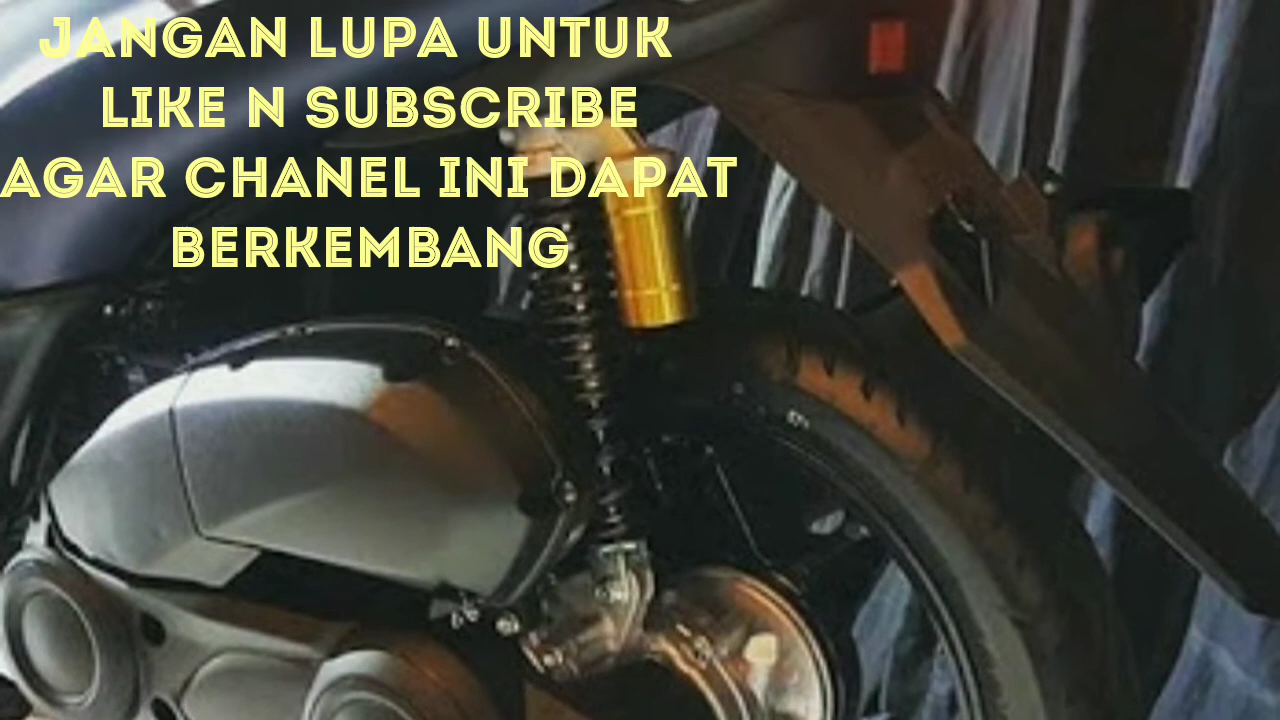 JANGAN LUPA UNTUK
LIKE N SUBSCRIBE
AGAR CHANEL INI DAPAT
BERKEMBANG